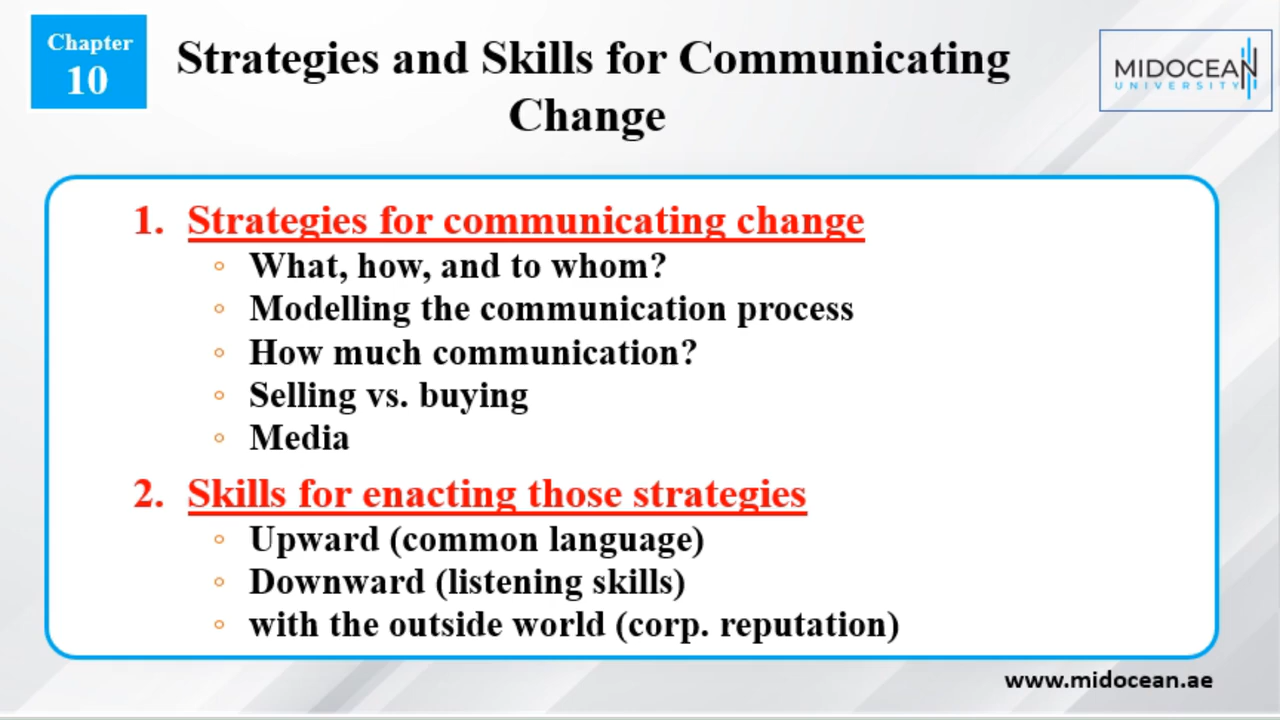 Chapter
10
Strategies and Skills for Communicating
Change
MIDOCEAN
UNIVERSITY
1. Strategies for communicating change
◦ What, how, and to whom?
◦ Modelling the communication process
◦ How much communication?
◦ Selling vs. buying
◦ Media
2. Skills for enacting those strategies
◦ Upward (common language)
◦ Downward (listening skills)
◦ with the outside world (corp. reputation)
www.midocean.ae